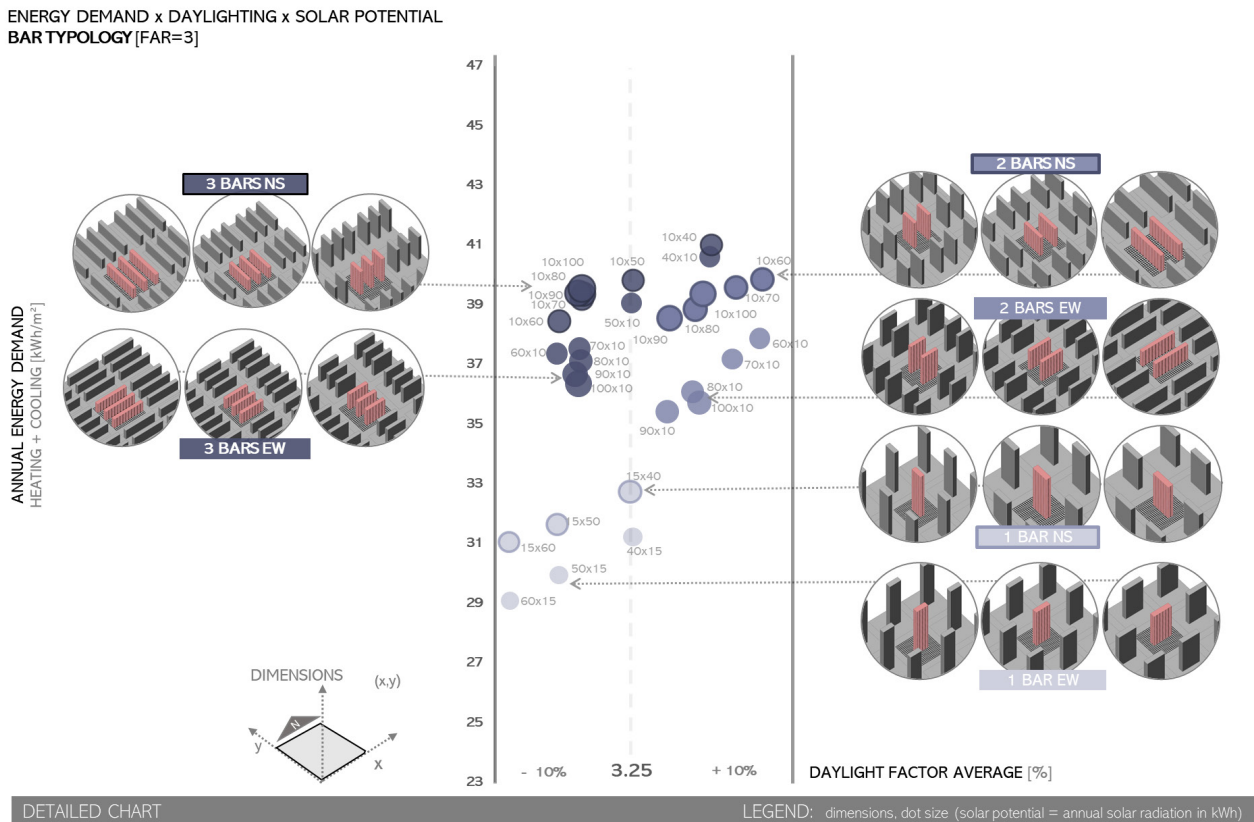 ENERGY DEMAND x DAYLIGHTING x SOLAR POTENTIAL
BAR TYPOLOGY [FAR=3]
ANNUAL ENERGY DEMAND
HEATING + COOLING [kWh/m²]
47
45
43
41
39
37
35
33
31
29
27
25
23
3 BARS NS
3 BARS EW
2 BARS NS
2 BARS EW
1 BAR NS
1 BAR EW
10x40
40x10
10x100
10x50
10x60
10x80
10x90
10x70
10x70
50x10
10x100
10x60
10x80
10x90
60x10
70x10
60x10
80x10
70x10
90x10
100x10
80x10
100x10
90x10
15x40
15x50
15x60
40x15
50x15
60x15
DIMENSIONS
(x,y)
N
y
x
- 10%
3.25
+ 10%
DAYLIGHT FACTOR AVERAGE [%]
DETAILED CHART
LEGEND: dimensions, dot size (solar potential = annual solar radiation in kWh)